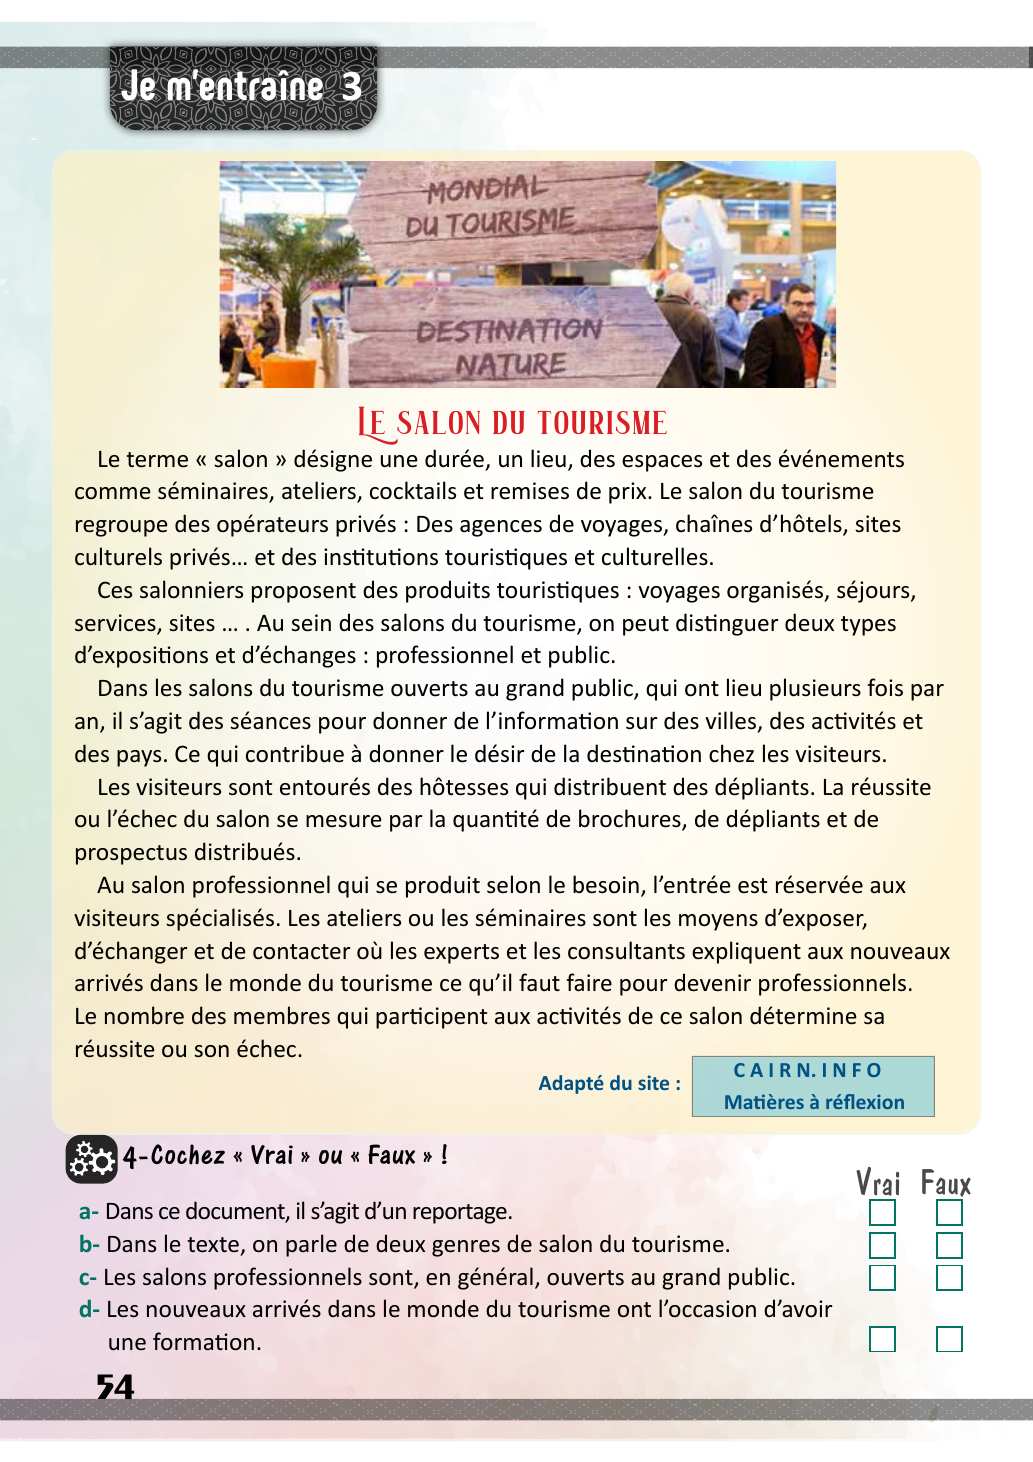 Je m'entraîne 3
MONDIAL
DU TOURISME
DESTINATION
NATURE
LE SALON DU TOURISME
Le terme « salon » désigne une durée, un lieu, des espaces et des événements
comme séminaires, ateliers, cocktails et remises de prix. Le salon du tourisme
regroupe des opérateurs privés : Des agences de voyages, chaînes d’hôtels, sites
culturels privés… et des institutions touristiques et culturelles.
Ces salonniers proposent des produits touristiques : voyages organisés, séjours,
services, sites … . Au sein des salons du tourisme, on peut distinguer deux types
d’expositions et d’échanges : professionnel et public.
Dans les salons du tourisme ouverts au grand public, qui ont lieu plusieurs fois par
an, il s’agit des séances pour donner de l’information sur des villes, des activités et
des pays. Ce qui contribue à donner le désir de la destination chez les visiteurs.
Les visiteurs sont entourés des hôtesses qui distribuent des dépliants. La réussite
ou l’échec du salon se mesure par la quantité de brochures, de dépliants et de
prospectus distribués.
Au salon professionnel qui se produit selon le besoin, l’entrée est réservée aux
visiteurs spécialisés. Les ateliers ou les séminaires sont les moyens d’exposer,
d’échanger et de contacter où les experts et les consultants expliquent aux nouveaux
arrivés dans le monde du tourisme ce qu’il faut faire pour devenir professionnels.
Le nombre des membres qui participent aux activités de ce salon détermine sa
réussite ou son échec.
Adapté du site :
C A I R N. I N F O
Matières à réflexion
4-Cochez « Vrai » ou « Faux » !
Vrai Faux
a- Dans ce document, il s’agit d’un reportage.
b- Dans le texte, on parle de deux genres de salon du tourisme.
c- Les salons professionnels sont, en général, ouverts au grand public.
d- Les nouveaux arrivés dans le monde du tourisme ont l’occasion d’avoir
une formation.
54